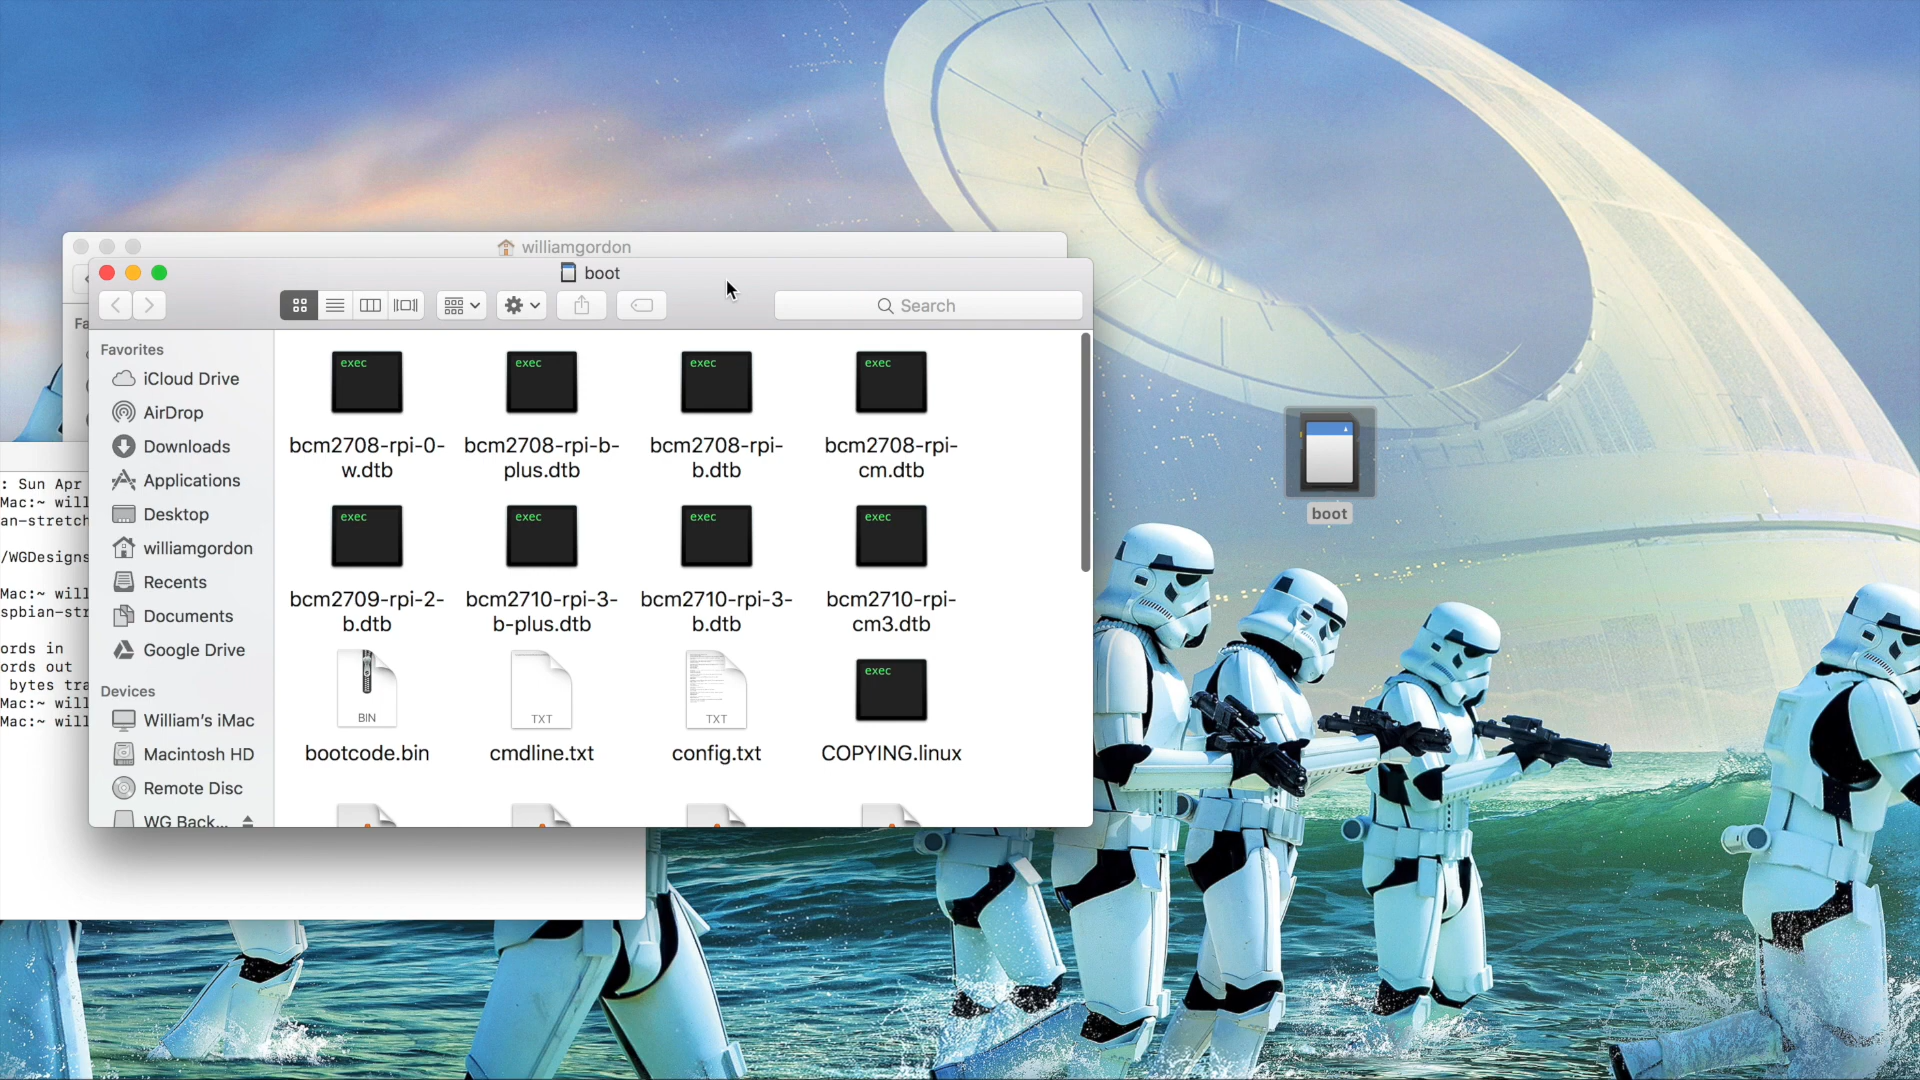 williamgordon
boot
Search
Fa
Favorites
iCloud Drive
AirDrop
Downloads
Applications
Desktop
williamgordon
Recents
Documents
Google Drive
Devices
William's iMac
Macintosh HD
Remote Disc
WG Back...
exec
exec
exec
exec
bcm2708-rpi-0-
w.dtb
bcm2708-rpi-b-
plus.dtb
bcm2708-rpi-
b.dtb
bcm2708-rpi-
cm.dtb
exec
exec
exec
exec
bcm2709-rpi-2-
b.dtb
bcm2710-rpi-3-
b-plus.dtb
bcm2710-rpi-3-
b.dtb
bcm2710-rpi-
cm3.dtb
BIN
TXT
TXT
exec
bootcode.bin
cmdline.txt
config.txt
COPYING.linux
: Sun Apr
Mac:~ will
an-stretch
/WGDesigns
Mac:~ will
spbian-str
ords in
ords out
bytes tra
Mac:~ will
Mac:~ will
boot